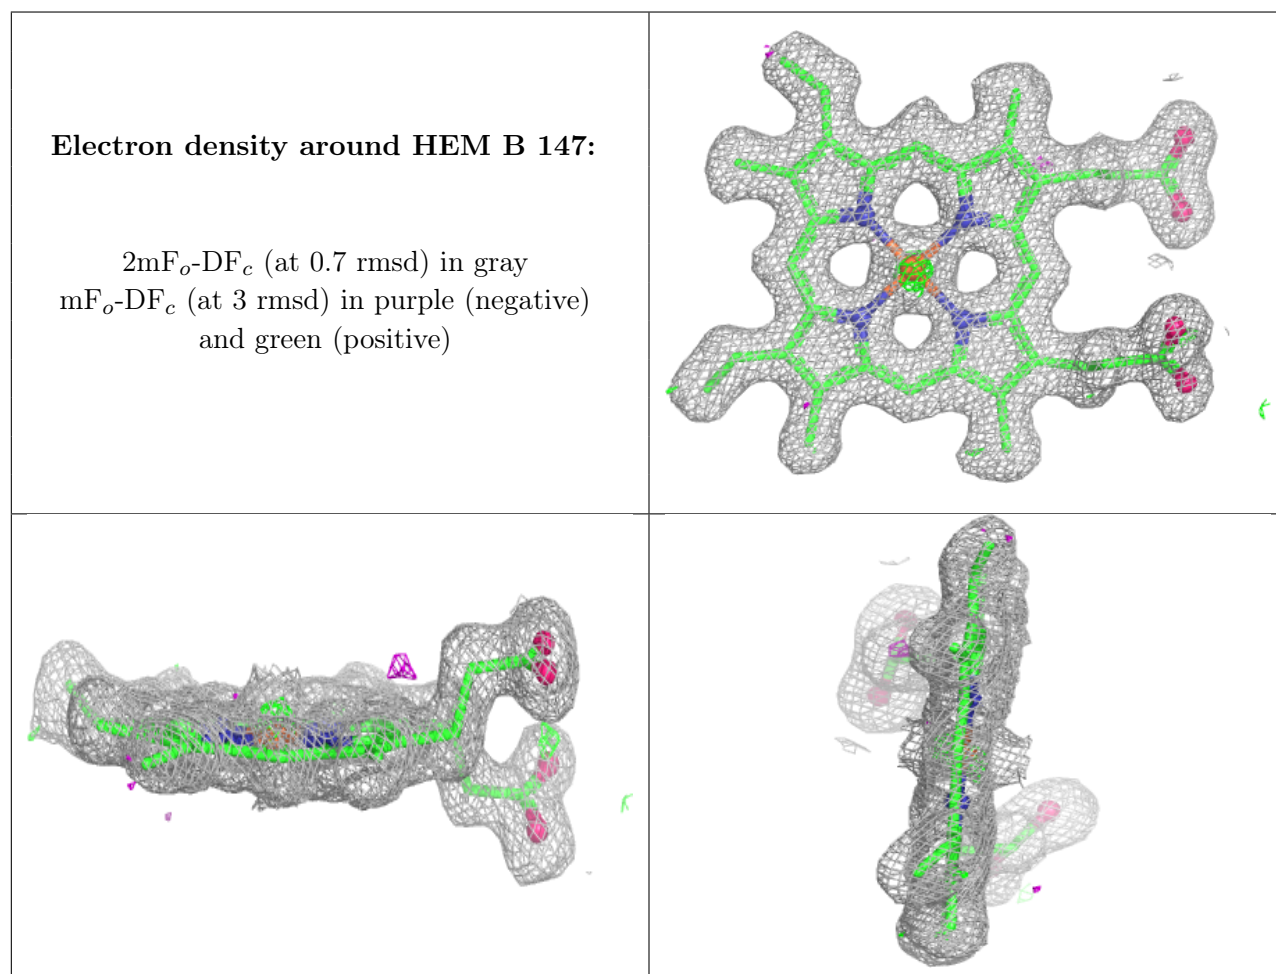 Electron density around HEM B 147:
2mFo-DFc (at 0.7 rmsd) in gray
mFo-DFc (at 3 rmsd) in purple (negative)
and green (positive)